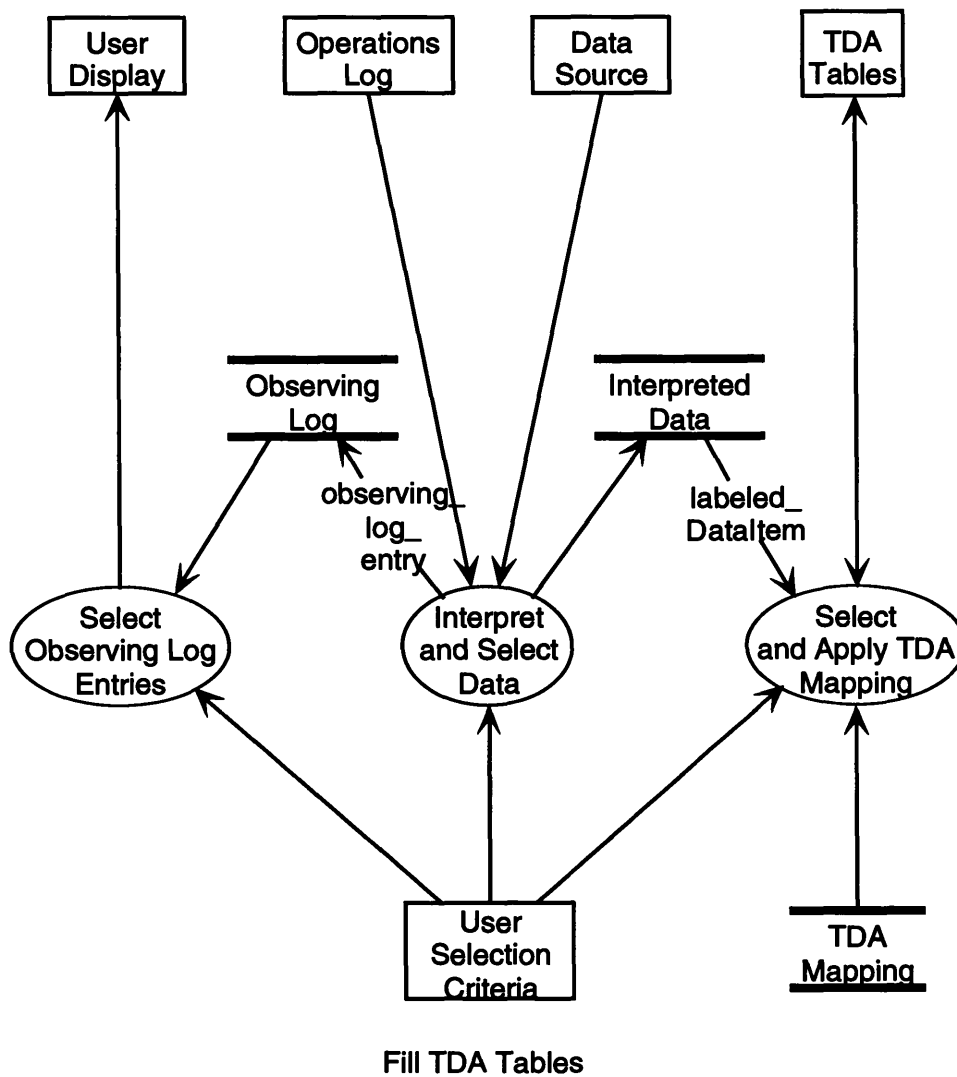 User
Display
Operations
Log
Data
Source
TDA
Tables
Observing
Log
Interpreted
Data
observing_
log_
entry
labeled_
DataItem
Select
Observing Log
Entries
Interpret
and Select
Data
Select
and Apply TDA
Mapping
User
Selection
Criteria
TDA
Mapping
Fill TDA Tables